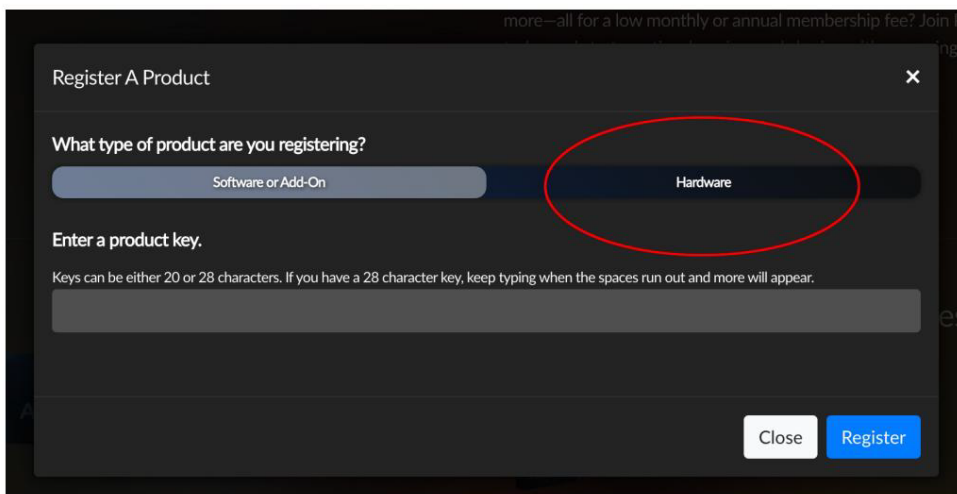 more—all for a low monthly or annual membership fee? Join
Register A Product
×
What type of product are you registering?
Software or Add-On
Hardware
Enter a product key.
Keys can be either 20 or 28 characters. If you have a 28 character key, keep typing when the spaces run out and more will appear.
Close
Register